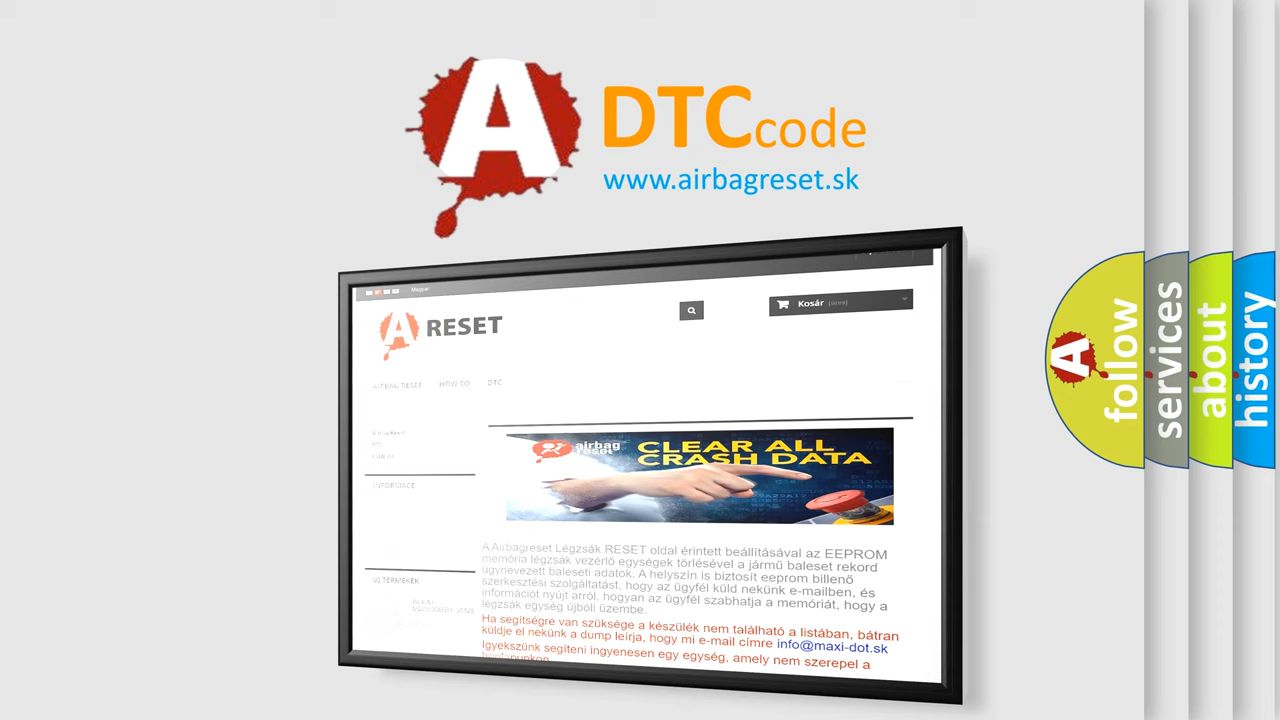 A
DTCcode
www.airbagreset.sk
Magyar
A RESET
Kosár (üres)
AIRBAG RESET HOW TO DTC
airbag reset
CLEAR ALL
CRASH DATA
INFORMACE
A Airbagreset Légzsák RESET oldal érintett beállításával az EEPROM
memória légzsák vezérlő egységek törlésével a jármű baleset rekord
úgynevezett baleseti adatok. A helyszín is biztosít eeprom billenő
szerkesztési szolgáltatást, hogy az ügyfél küld nekünk e-mailben, és
információt nyújt arról, hogyan az ügyfél szabhatja a memóriát, hogy a
légzsák egység újbóli üzembe.
Ha segítségre van szüksége a készülék nem található a listában, bátran
küldje el nekünk a dump leírja, hogy mi e-mail címre info@maxi-dot.sk
Igyekszünk segíteni ingyenesen egy egység, amely nem szerepel a
ÚJ TERMÉKEK
A
follow
services
about
history